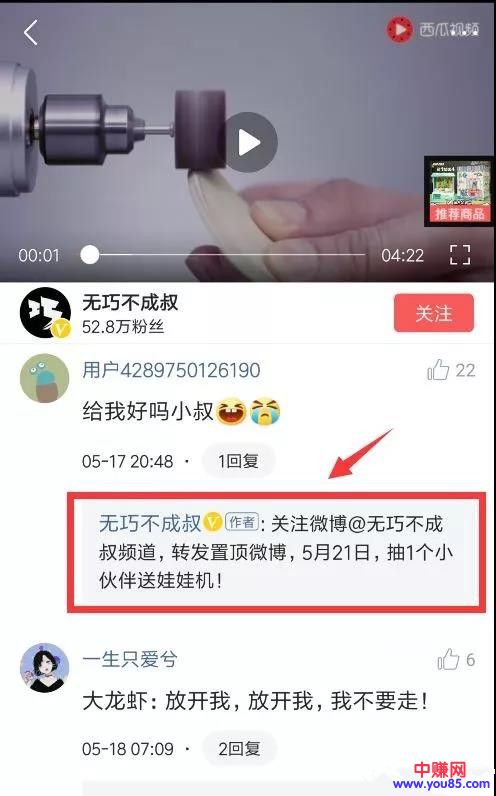 西瓜视频
推荐商品
00:01
04:22
无巧不成叔
52.8万粉丝
关注
用户4289750126190
22
给我好吗小叔
05-17 20:48 · 1回复
无巧不成叔 作者：关注微博@无巧不成
叔频道，转发置顶微博，5月21日，抽1个小
伙伴送娃娃机！
一生只爱兮
6
大龙虾：放开我，放开我，我不要走！
05-18 07:09 · 2回复
中赚网
www.you85.com